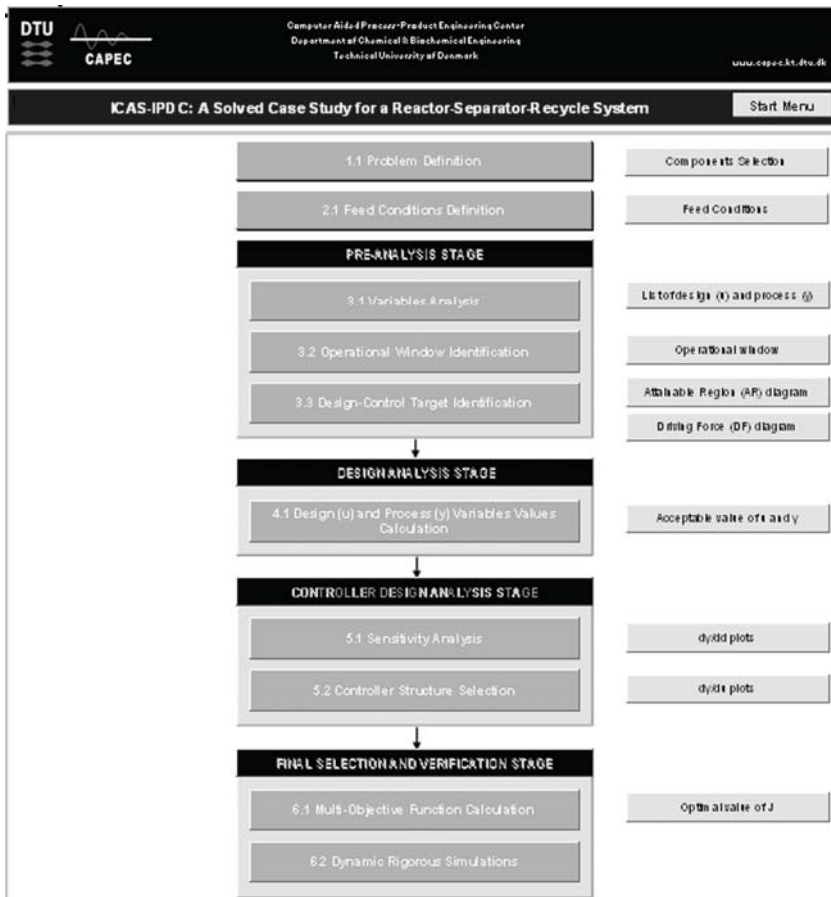 DTU
CAPEC
Computer Aided Process-Product Engineering Center
Department of Chemical & Biochemical Engineering
Technical University of Denmark
www.capec.kt.dtu.dk
ICAS-IPDC: A Solved Case Study for a Reactor-Separator-Recycle System
Start Menu
1.1 Problem Definition
Components Selection
2.1 Feed Conditions Definition
Feed Conditions
PRE-ANALYSIS STAGE
3.1 Variables Analysis
List of design (u) and process (y)
3.2 Operational Window Identification
Operational window
3.3 Design-Control Target Identification
Attainable Region (AR) diagram
Driving Force (DF) diagram
DESIGN ANALYSIS STAGE
4.1 Design (u) and Process (y) Variables Values
Calculation
Acceptable value of u and y
CONTROLLER DESIGN ANALYSIS STAGE
5.1 Sensitivity Analysis
dy/dd plots
5.2 Controller Structure Selection
dy/du plots
FINAL SELECTION AND VERIFICATION STAGE
6.1 Multi-Objective Function Calculation
Optimal value of J
6.2 Dynamic Rigorous Simulations